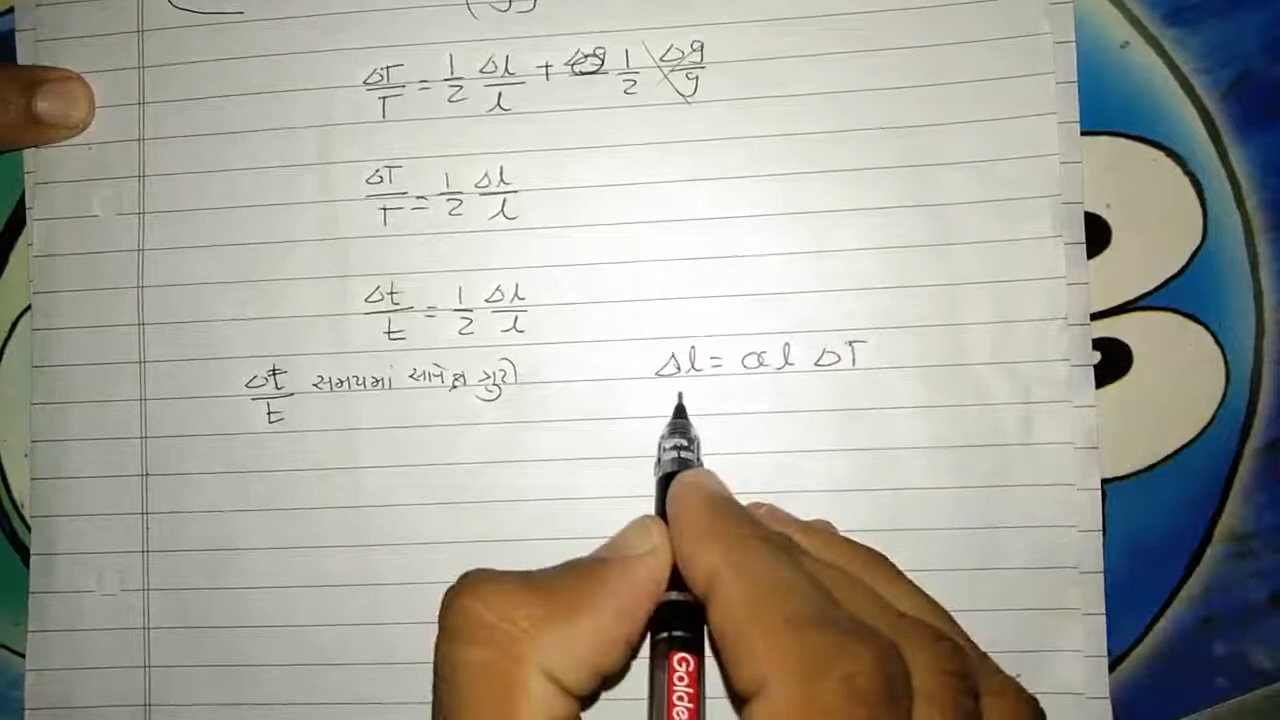 ΔT/T = 1/2 Δl/l + 1/2 Δg/g
ΔT/T = 1/2 Δl/l
Δt/t = 1/2 Δl/l
Δl = αl ΔT
Δt/t સમયમાં સાપેક્ષ ત્રુટી
Golde